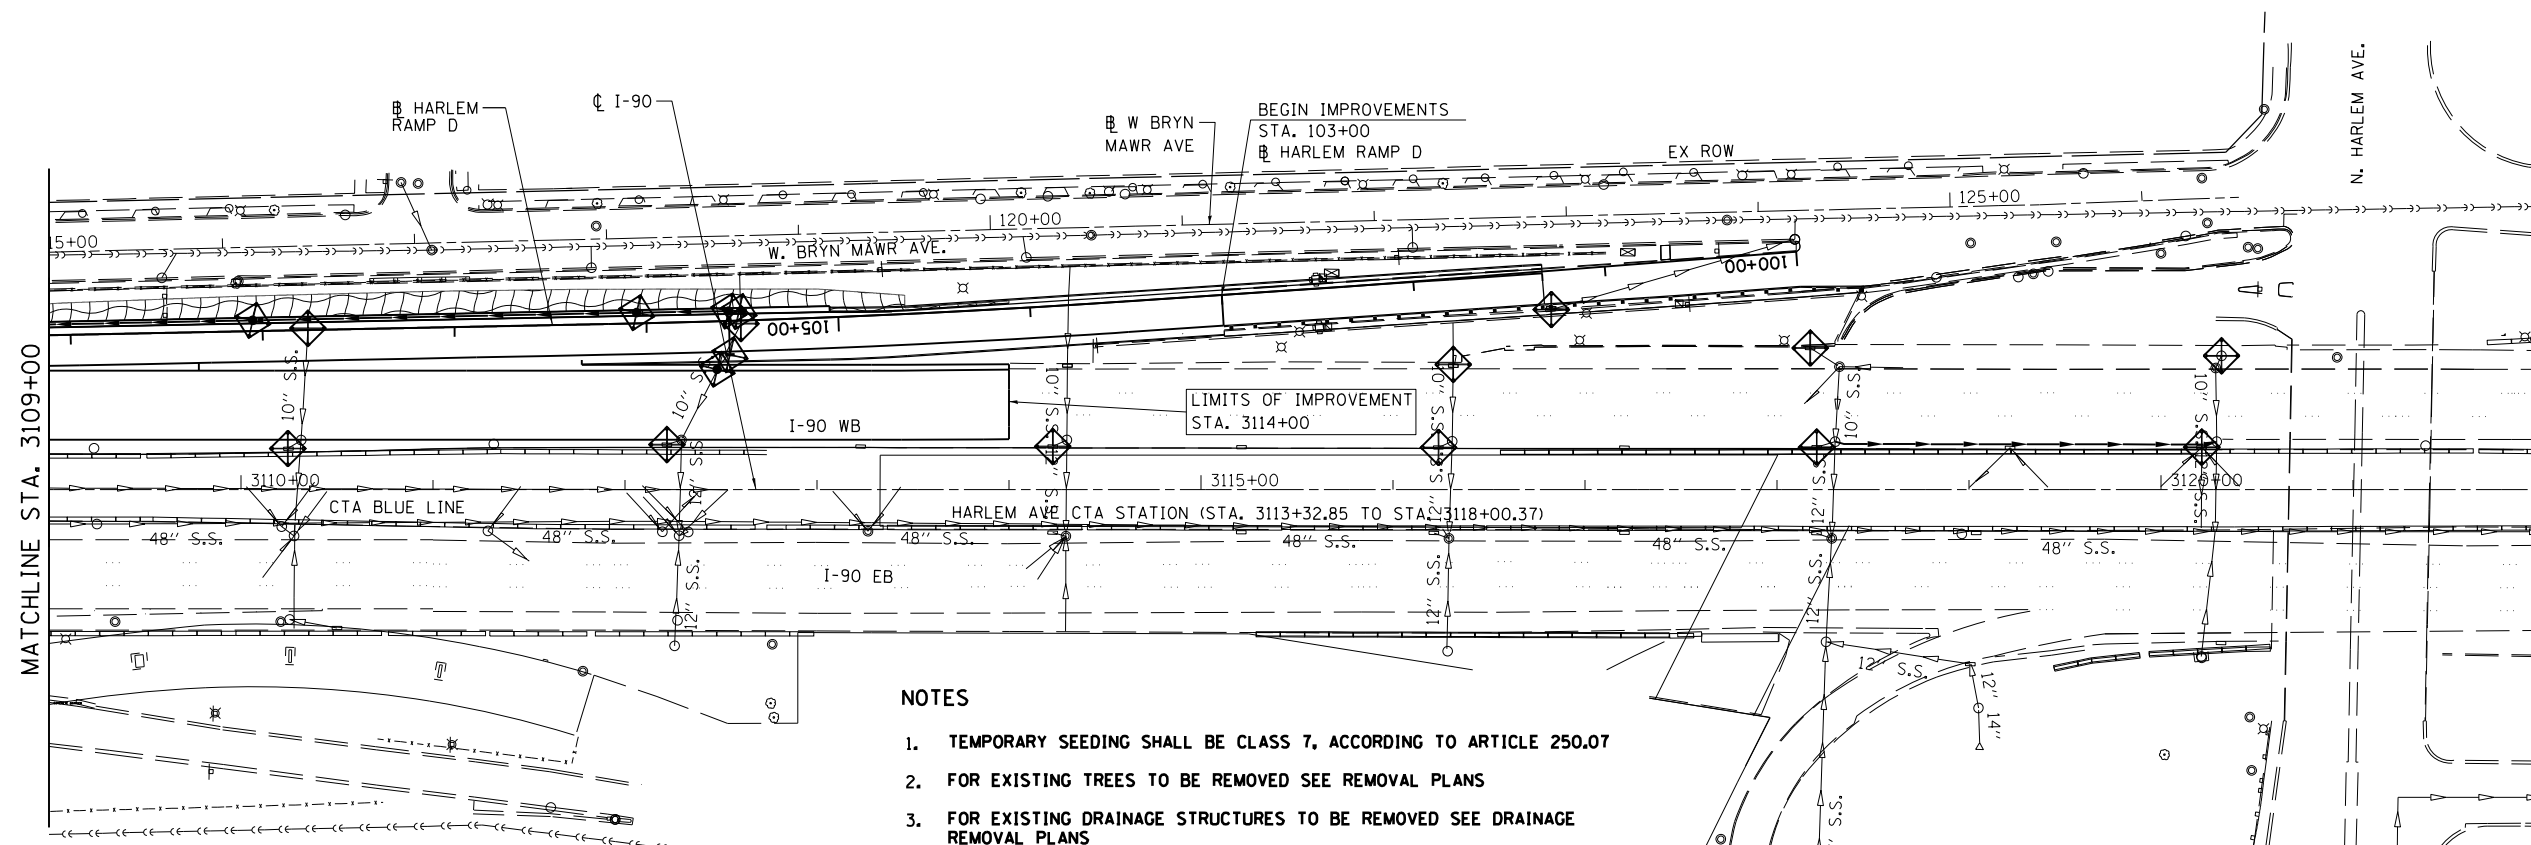 ℄ I-90
BEGIN IMPROVEMENTS
STA. 103+00
HARLEM RAMP D
HARLEM
RAMP D
W BRYN
MAWR AVE
EX ROW
N. HARLEM AVE.
125+00
120+00
15+00
W. BRYN MAWR AVE.
100+00
105+00
MATCHLINE STA. 3109+00
10" S.S.
10" S.S.
10" S.S.
10" S.S.
10" S.S.
10" S.S.
LIMITS OF IMPROVEMENT
STA. 3114+00
I-90 WB
3110+00
3115+00
3120+00
12" S.S.
12" S.S.
12" S.S.
12" S.S.
CTA BLUE LINE
HARLEM AVE CTA STATION (STA. 3113+32.85 TO STA. 3118+00.37)
48" S.S.
48" S.S.
48" S.S.
48" S.S.
48" S.S.
48" S.S.
I-90 EB
12" S.S.
12" S.S.
12" S.S.
12" S.S.
12"
14"
S.S.
NOTES
1. TEMPORARY SEEDING SHALL BE CLASS 7, ACCORDING TO ARTICLE 250.07
2. FOR EXISTING TREES TO BE REMOVED SEE REMOVAL PLANS
3. FOR EXISTING DRAINAGE STRUCTURES TO BE REMOVED SEE DRAINAGE
REMOVAL PLANS